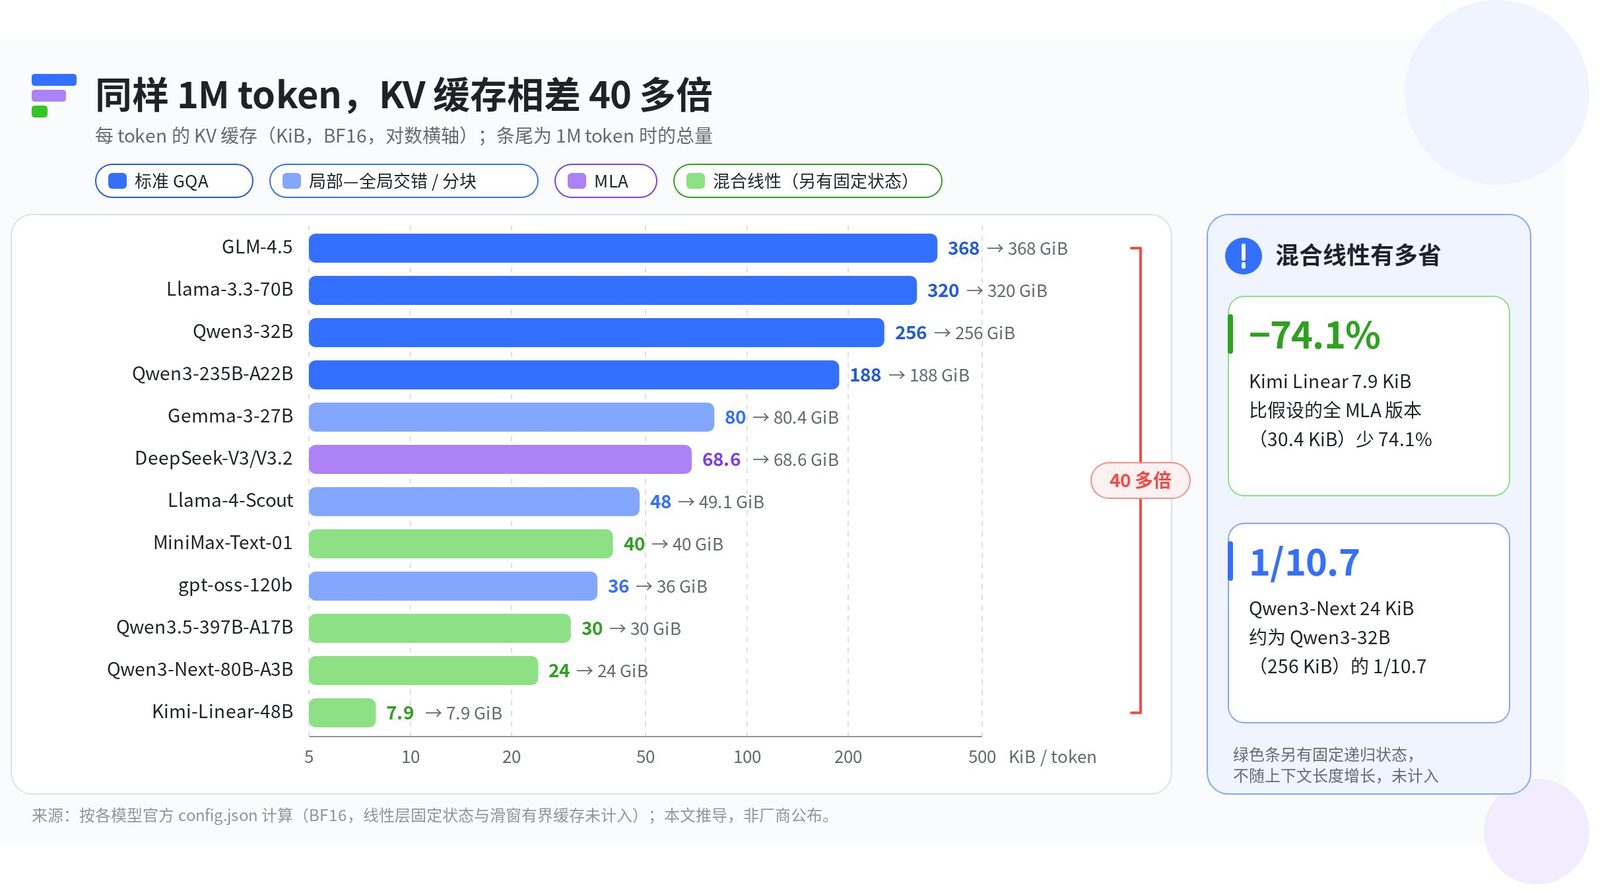 同样 1M token，KV 缓存相差 40 多倍
每 token 的 KV 缓存（KiB，BF16，对数横轴）；条尾为 1M token 时的总量
标准 GQA
局部—全局交错 / 分块
MLA
混合线性（另有固定状态）
GLM-4.5 368 → 368 GiB
Llama-3.3-70B 320 → 320 GiB
Qwen3-32B 256 → 256 GiB
Qwen3-235B-A22B 188 → 188 GiB
Gemma-3-27B 80 → 80.4 GiB
DeepSeek-V3/V3.2 68.6 → 68.6 GiB
Llama-4-Scout 48 → 49.1 GiB
MiniMax-Text-01 40 → 40 GiB
gpt-oss-120b 36 → 36 GiB
Qwen3.5-397B-A17B 30 → 30 GiB
Qwen3-Next-80B-A3B 24 → 24 GiB
Kimi-Linear-48B 7.9 → 7.9 GiB
5 10 20 50 100 200 500 KiB / token
40 多倍
混合线性有多省
−74.1%
Kimi Linear 7.9 KiB
比假设的全 MLA 版本
（30.4 KiB）少 74.1%
1/10.7
Qwen3-Next 24 KiB
约为 Qwen3-32B
（256 KiB）的 1/10.7
绿色条另有固定递归状态，
不随上下文长度增长，未计入
来源：按各模型官方 config.json 计算（BF16，线性层固定状态与滑窗有界缓存未计入）；本文推导，非厂商公布。